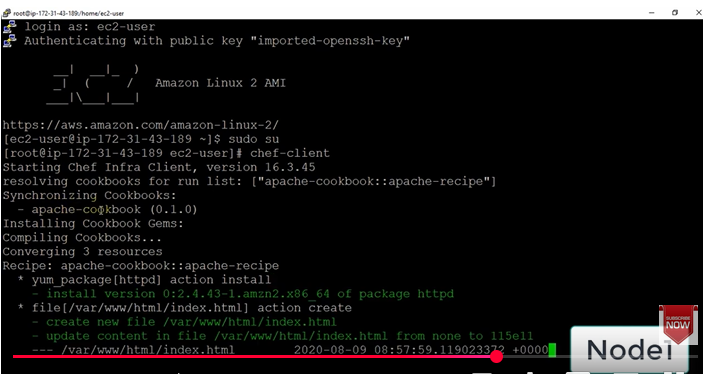 root@ip-172-31-43-189:/home/ec2-user
login as: ec2-user
Authenticating with public key "imported-openssh-key"
__|  __|_  )
_|  (     /   Amazon Linux 2 AMI
___|\___|___|
https://aws.amazon.com/amazon-linux-2/
[ec2-user@ip-172-31-43-189 ~]$ sudo su
[root@ip-172-31-43-189 ec2-user]# chef-client
Starting Chef Infra Client, version 16.3.45
resolving cookbooks for run list: ["apache-cookbook::apache-recipe"]
Synchronizing Cookbooks:
- apache-cookbook (0.1.0)
Installing Cookbook Gems:
Compiling Cookbooks...
Converging 3 resources
Recipe: apache-cookbook::apache-recipe
* yum_package[httpd] action install
- install version 0:2.4.43-1.amzn2.x86_64 of package httpd
* file[/var/www/html/index.html] action create
- create new file /var/www/html/index.html
- update content in file /var/www/html/index.html from none to 115e11
--- /var/www/html/index.html 2020-08-09 08:57:59.119023372 +0000
SUBSCRIBE
NOW
Node1